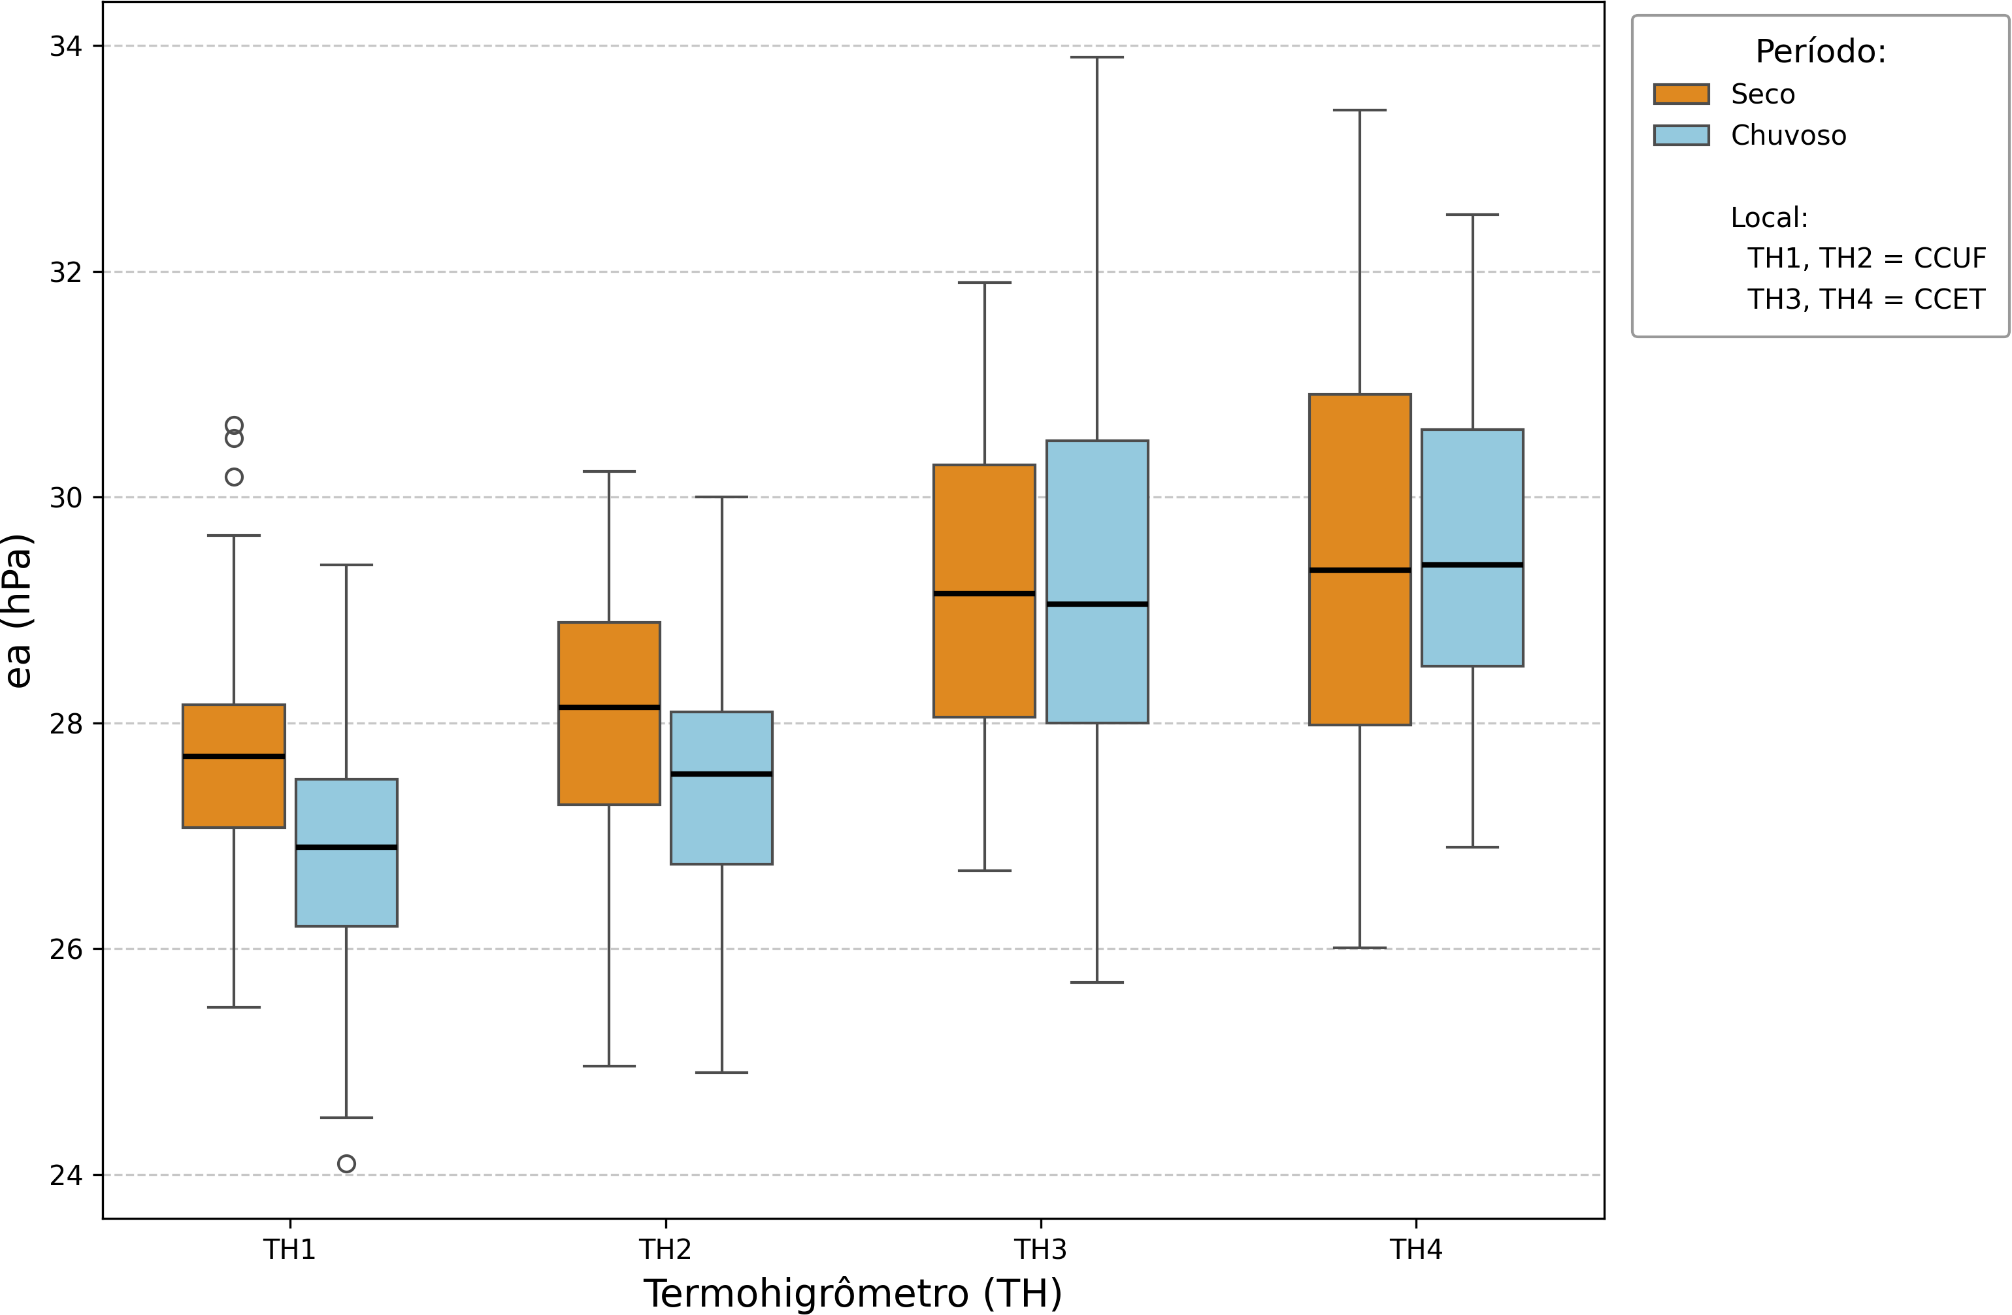 34
32
30
28
26
24
ea (hPa)
TH1 TH2 TH3 TH4
Termohigrômetro (TH)
Período:
Seco
Chuvoso
Local:
TH1, TH2 = CCUF
TH3, TH4 = CCET